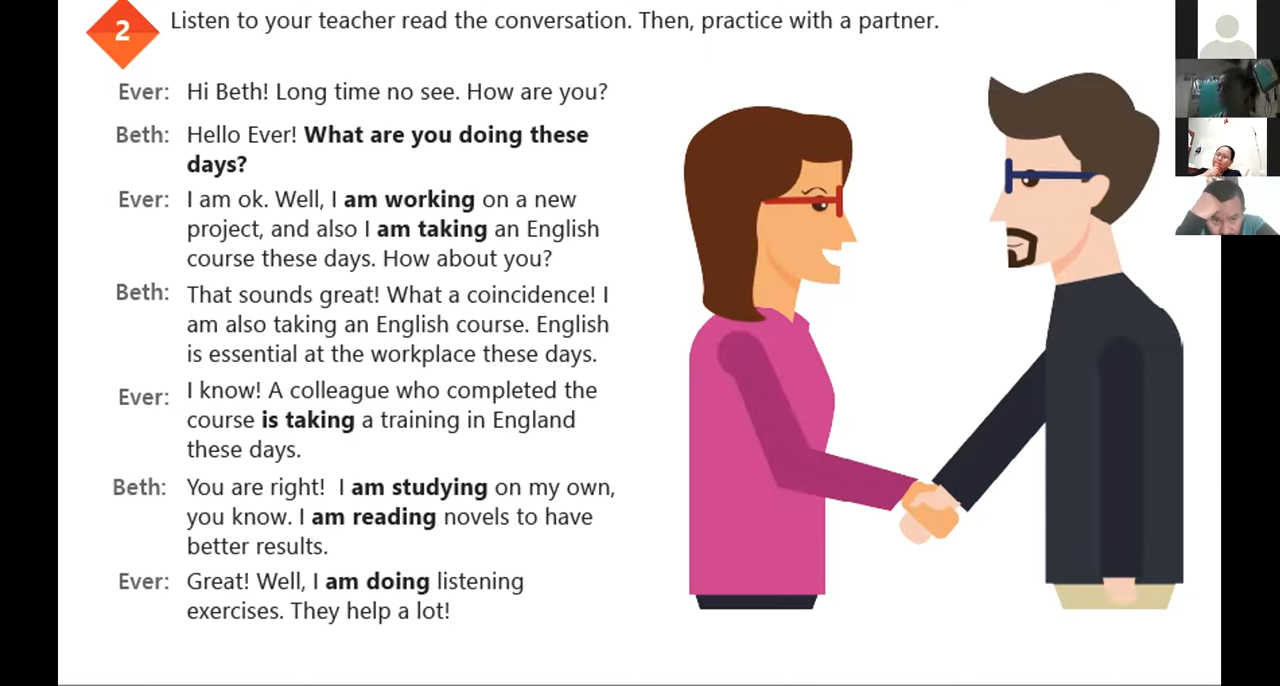 2
Listen to your teacher read the conversation. Then, practice with a partner.
Ever: Hi Beth! Long time no see. How are you?
Beth: Hello Ever! What are you doing these
days?
Ever: I am ok. Well, I am working on a new
project, and also I am taking an English
course these days. How about you?
Beth: That sounds great! What a coincidence! I
am also taking an English course. English
is essential at the workplace these days.
Ever: I know! A colleague who completed the
course is taking a training in England
these days.
Beth: You are right! I am studying on my own,
you know. I am reading novels to have
better results.
Ever: Great! Well, I am doing listening
exercises. They help a lot!